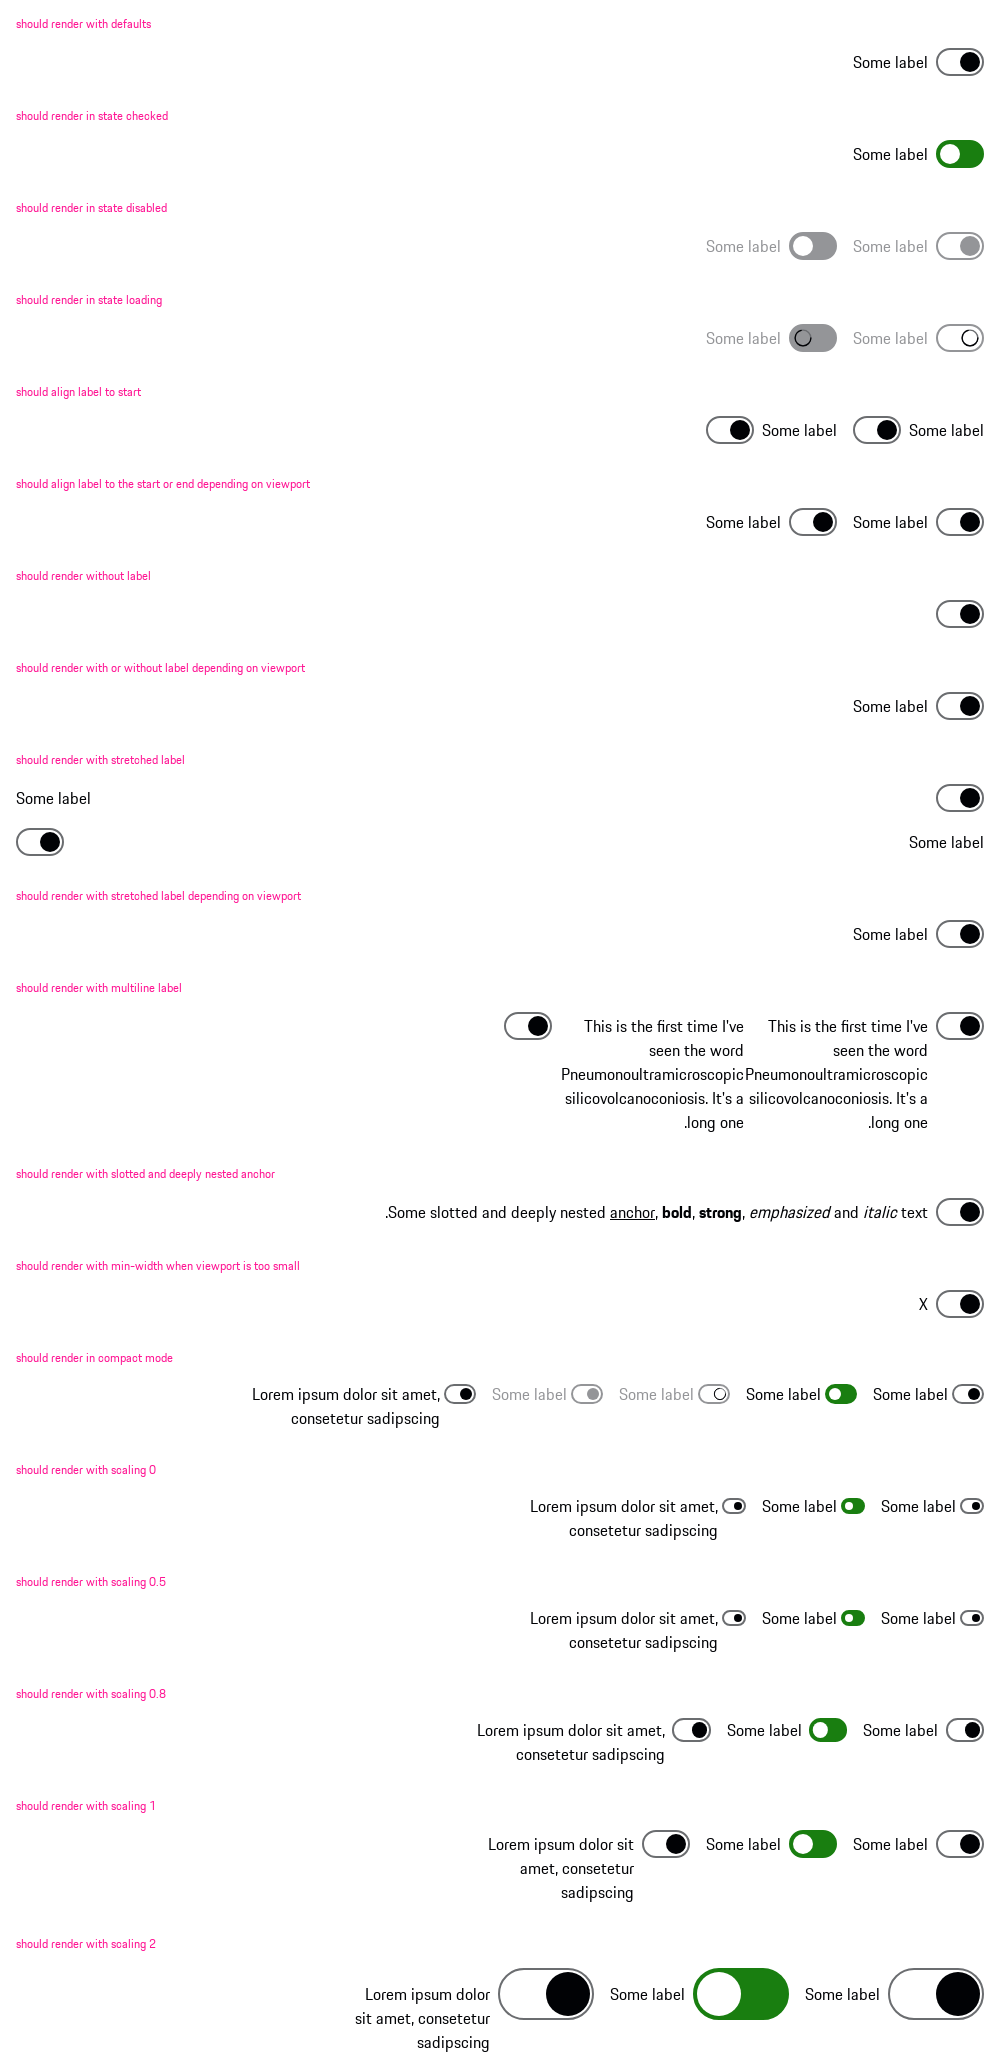 should render with defaults
Some label
should render in state checked
Some label
should render in state disabled
Some label Some label
should render in state loading
Some label Some label
should align label to start
Some label Some label
should align label to the start or end depending on viewport
Some label Some label
should render without label
should render with or without label depending on viewport
Some label
should render with stretched label
Some label
Some label
should render with stretched label depending on viewport
Some label
should render with multiline label
This is the first time I've
seen the word
Pneumonoultramicroscopic
silicovolcanoconiosis. It's a
.long one
This is the first time I've
seen the word
Pneumonoultramicroscopic
silicovolcanoconiosis. It's a
.long one
should render with slotted and deeply nested anchor
.Some slotted and deeply nested anchor, bold, strong, emphasized and italic text
should render with min-width when viewport is too small
X
should render in compact mode
Lorem ipsum dolor sit amet,
consetetur sadipscing
Some label Some label Some label Some label
should render with scaling 0
Lorem ipsum dolor sit amet,
consetetur sadipscing
Some label Some label
should render with scaling 0.5
Lorem ipsum dolor sit amet,
consetetur sadipscing
Some label Some label
should render with scaling 0.8
Lorem ipsum dolor sit amet,
consetetur sadipscing
Some label Some label
should render with scaling 1
Lorem ipsum dolor sit
amet, consetetur
sadipscing
Some label Some label
should render with scaling 2
Lorem ipsum dolor
sit amet, consetetur
sadipscing
Some label Some label